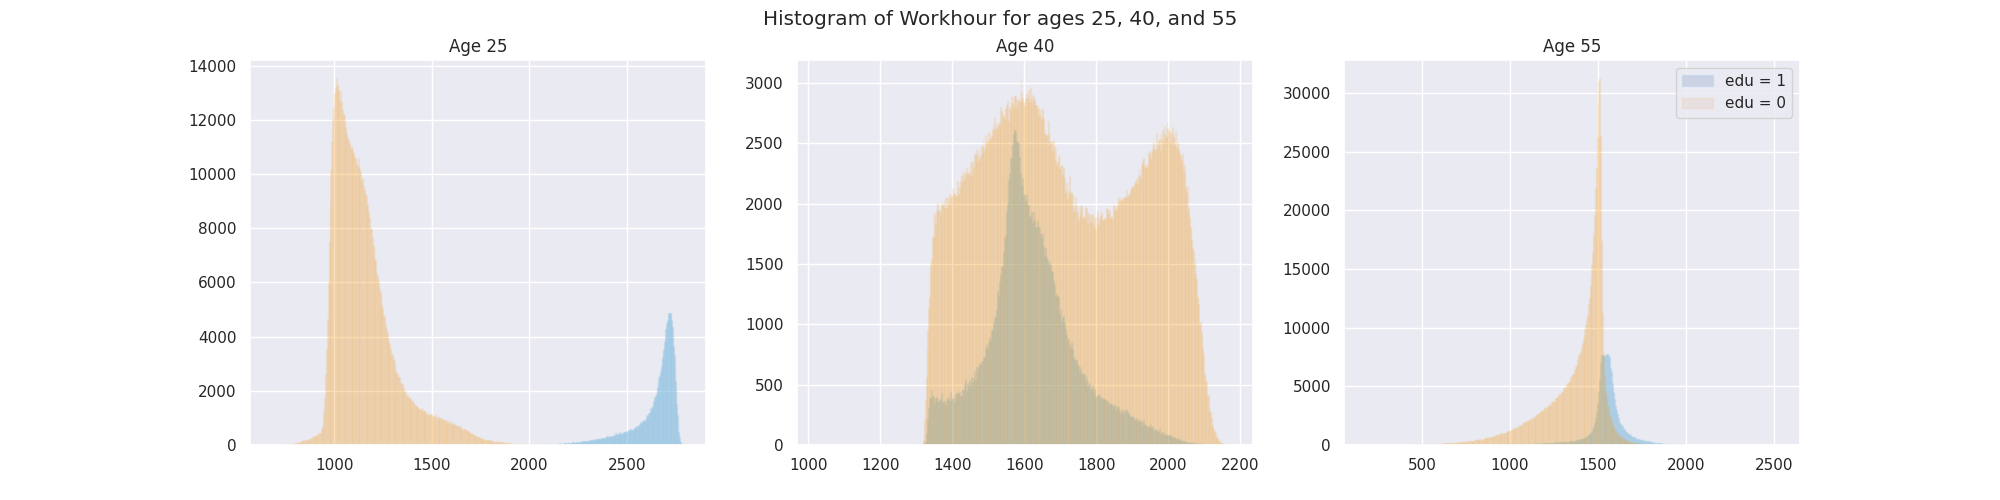 Histogram of Workhour for ages 25, 40, and 55
Age 25
14000
12000
10000
8000
6000
4000
2000
0
1000 1500 2000 2500
Age 40
3000
2500
2000
1500
1000
500
0
1000 1200 1400 1600 1800 2000 2200
Age 55
edu = 1
edu = 0
30000
25000
20000
15000
10000
5000
0
500 1000 1500 2000 2500